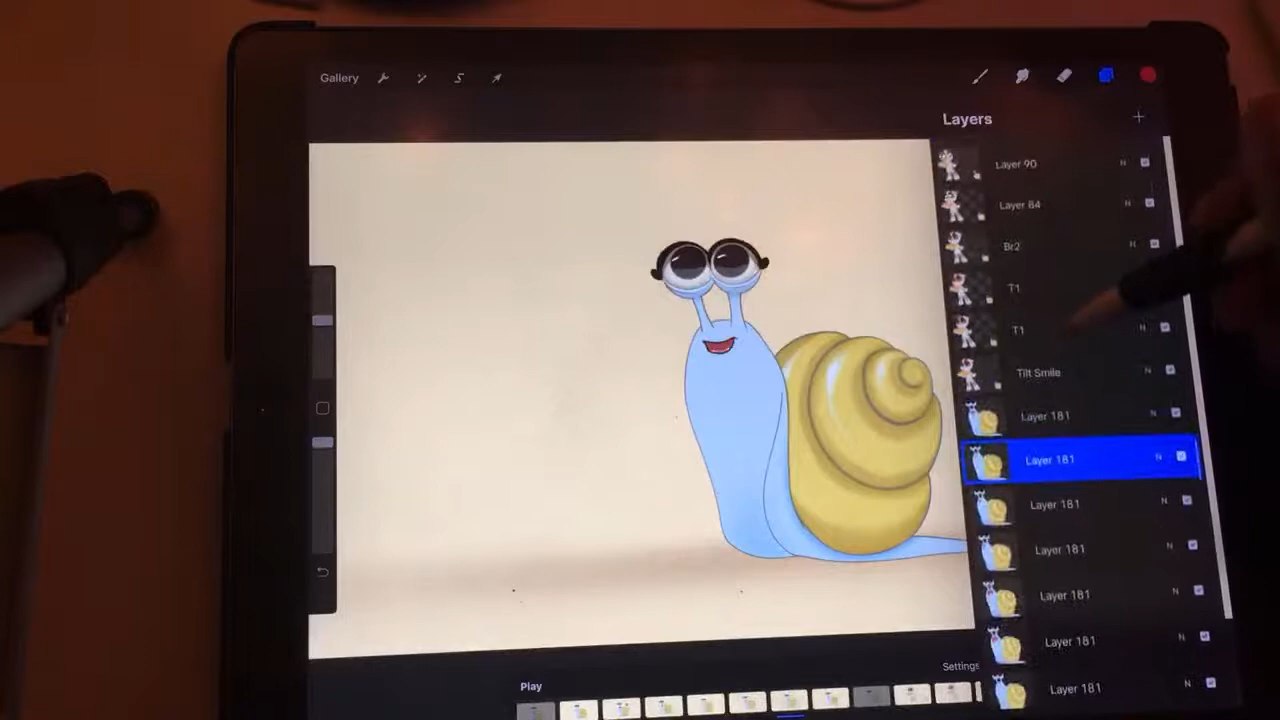 Gallery
Layers
Layer 90 N
Layer 84 N
Br2 N
T1
T1 N
Tilt Smile N
Layer 181 N
Layer 181 N
Layer 181 N
Layer 181 N
Layer 181 N
Layer 181 N
Layer 181 N
Settings
Play